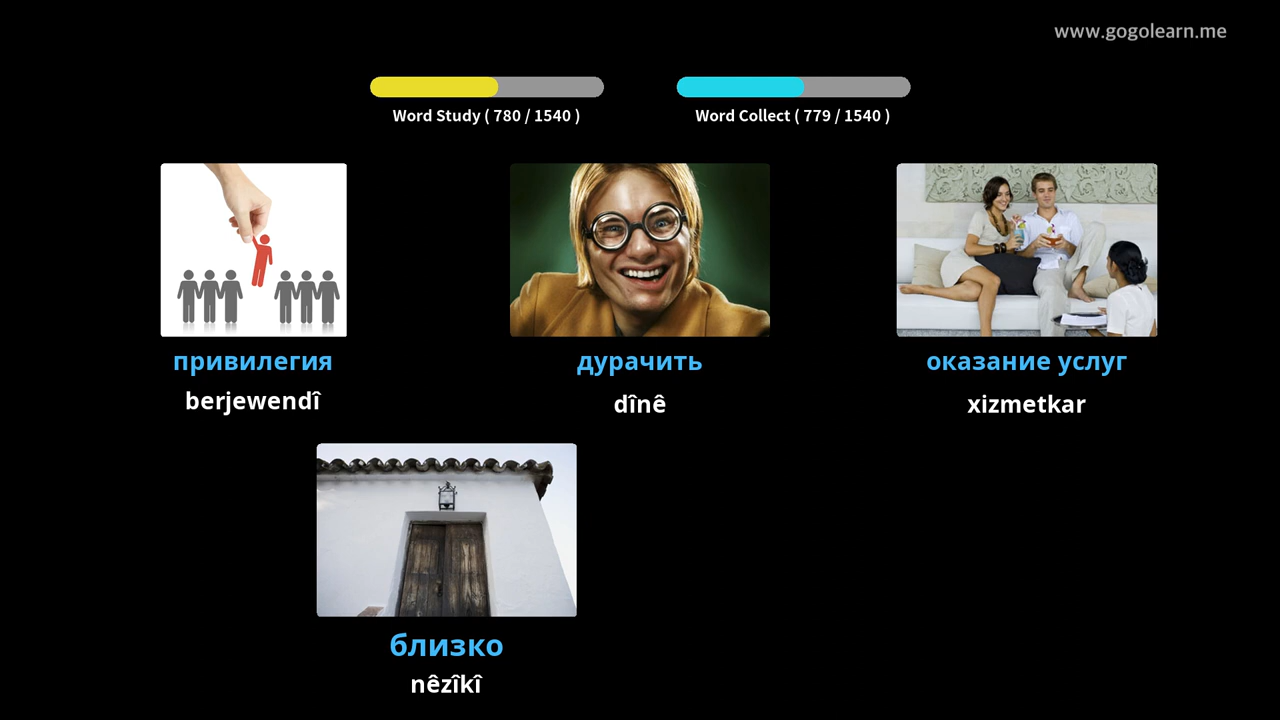 www.gogolearn.me
Word Study ( 780 / 1540 )
Word Collect ( 779 / 1540 )
привилегия
berjewendî
дурачить
dînê
оказание услуг
xizmetkar
близко
nêzîkî